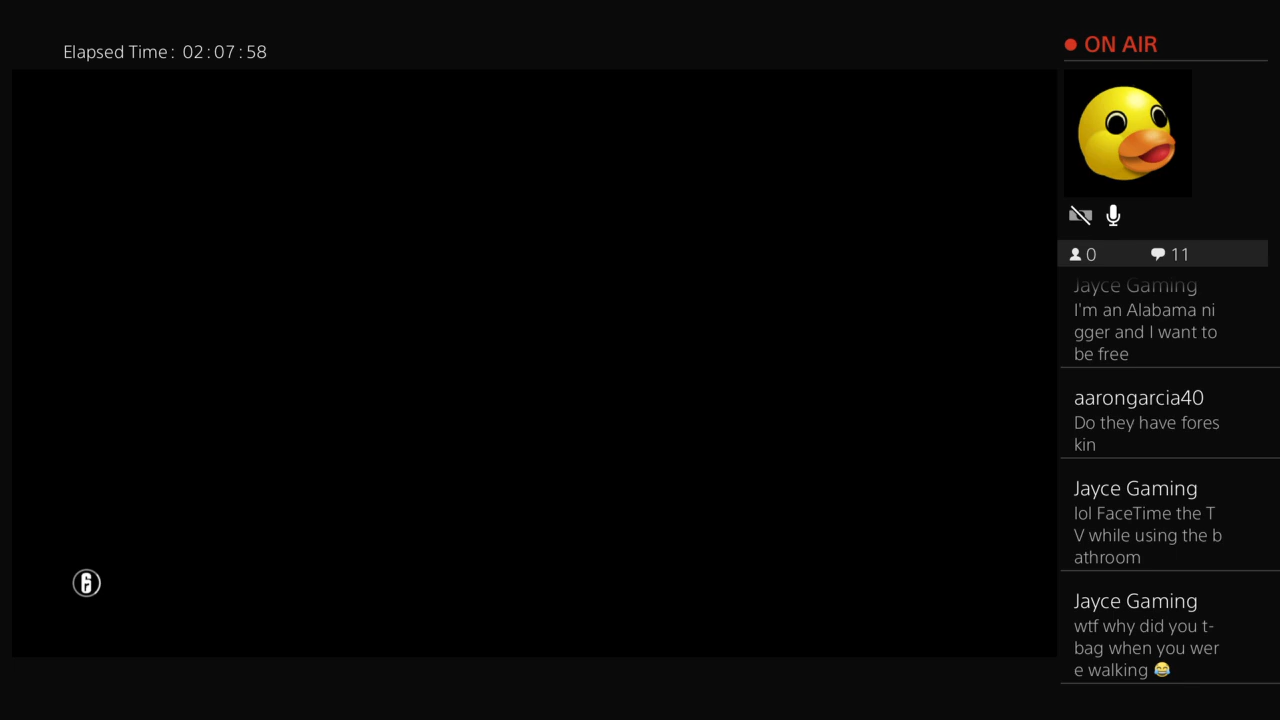 Elapsed Time: 02:07:58
ON AIR
0 11
Jayce Gaming
I'm an Alabama ni
gger and I want to
be free
aarongarcia40
Do they have fores
kin
Jayce Gaming
lol FaceTime the T
V while using the b
athroom
Jayce Gaming
wtf why did you t-
bag when you wer
e walking 😂
6